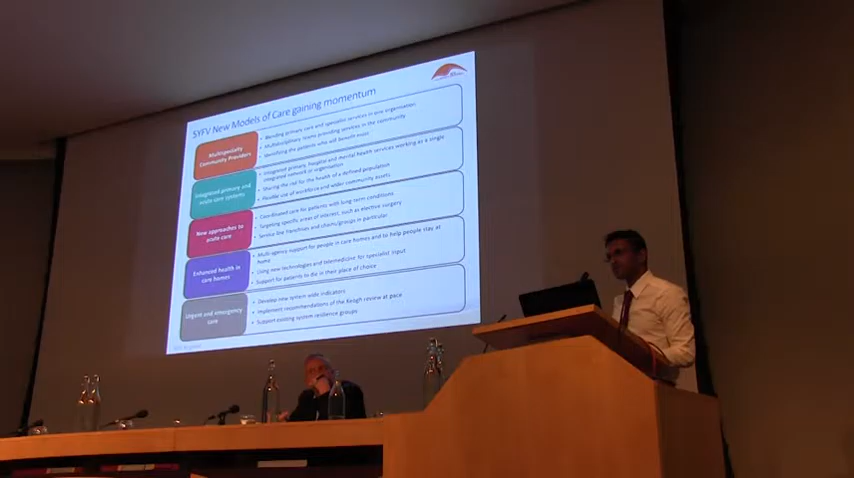 5YFV New Models of Care gaining momentum
Multispecialty
Community Providers
• Blending primary care and specialist services in one organisation
• Multidisciplinary teams providing services in the community
• Identifying the patients who will benefit most
Integrated primary and
acute care systems
• Integrated primary, hospital and mental health services working as a single
integrated network or organisation
• Sharing the risk for the health of a defined population
• Flexible use of workforce and wider community assets
New approaches to
acute care
• Coordinated care for patients with long term conditions
• Targeting specific areas of interest, such as elective surgery
• Service line franchises and chems/groups in particular
Enhanced health in
care homes
• Multi-agency support for people in care homes and to help people stay at
home
• Using new technologies and telemedicine for specialist input
• Support for patients to die in their place of choice
Urgent and emergency
care
• Develop new system wide indicators
• Implement recommendations of the Keogh review at pace
• Support existing system resilience groups